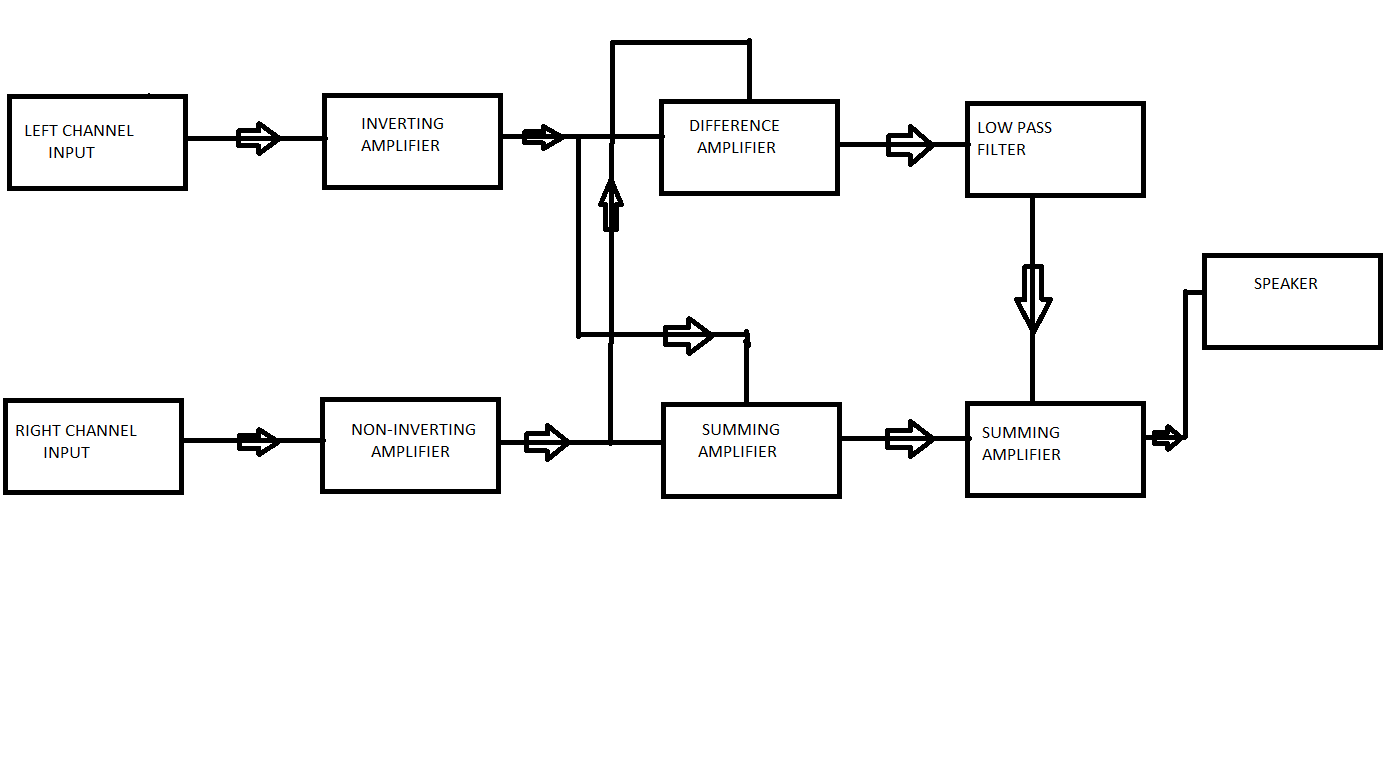 LEFT CHANNEL
INPUT
INVERTING
AMPLIFIER
DIFFERENCE
AMPLIFIER
LOW PASS
FILTER
SPEAKER
RIGHT CHANNEL
INPUT
NON-INVERTING
AMPLIFIER
SUMMING
AMPLIFIER
SUMMING
AMPLIFIER